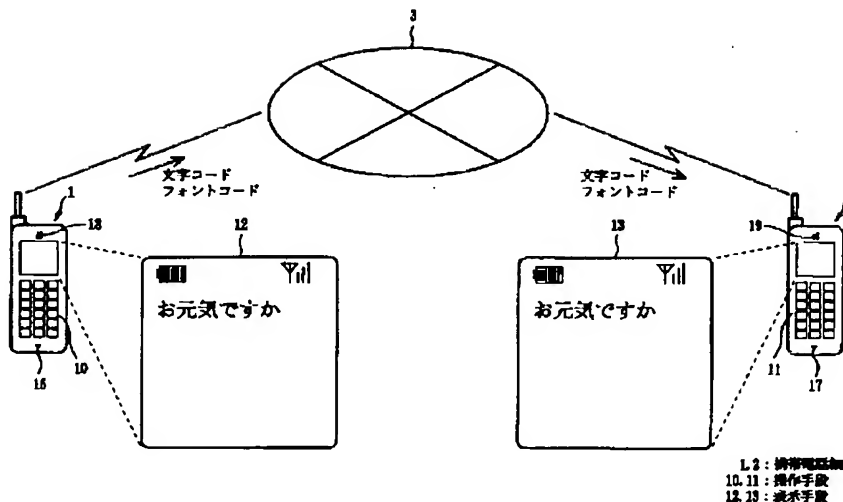 3
文字コード
フォントコード
文字コード
フォントコード
1
18
12
13
19
お元気ですか
お元気ですか
16
10
11
17
1, 2 : 携帯電話
10, 11 : 操作手段
12, 13 : 表示手段